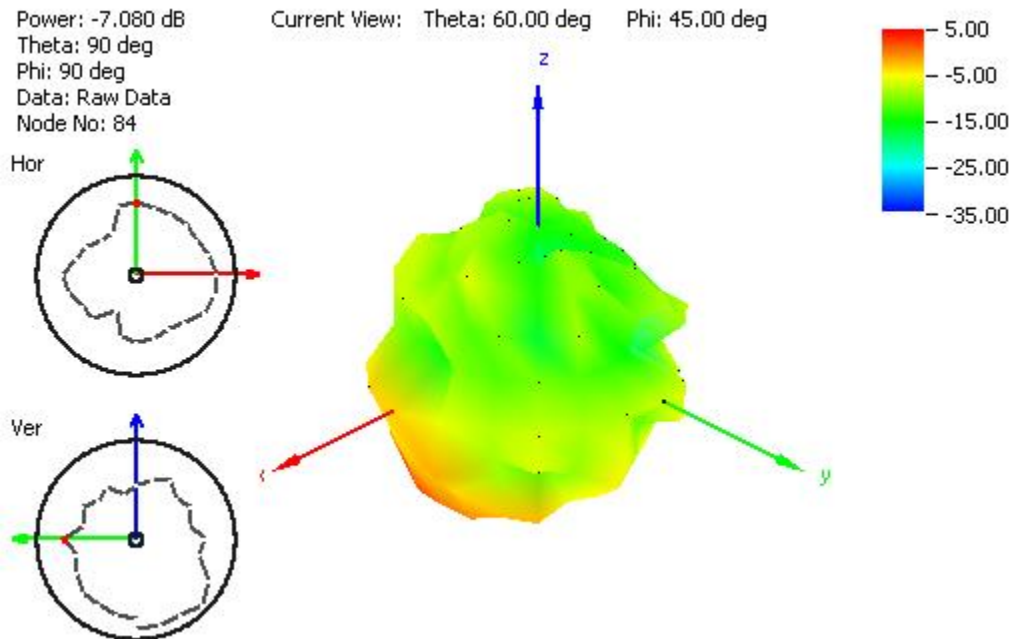 Power: -7.080 dB
Theta: 90 deg
Phi: 90 deg
Data: Raw Data
Node No: 84
Current View: Theta: 60.00 deg Phi: 45.00 deg
Hor
Ver
z
y
5.00
-5.00
-15.00
-25.00
-35.00